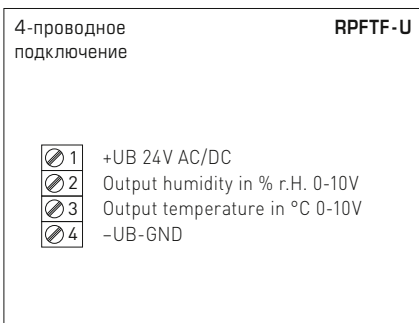 4-проводное RPFTF-U
подключение
1 +UB 24V AC/DC
2 Output humidity in % r.H. 0-10V
3 Output temperature in °C 0-10V
4 –UB-GND